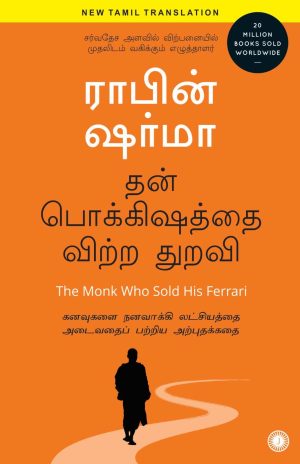 NEW TAMIL TRANSLATION
சர்வதேச அளவில் விற்பனையில்
முதலிடம் வகிக்கும் எழுத்தாளர்
20
MILLION
BOOKS SOLD
WORLDWIDE
ராபின்
ஷர்மா
தன்
பொக்கிஷத்தை
விற்ற துறவி
The Monk Who Sold His Ferrari
கனவுகளை நனவாக்கி லட்சியத்தை
அடைவதைப் பற்றிய அற்புதக்கதை